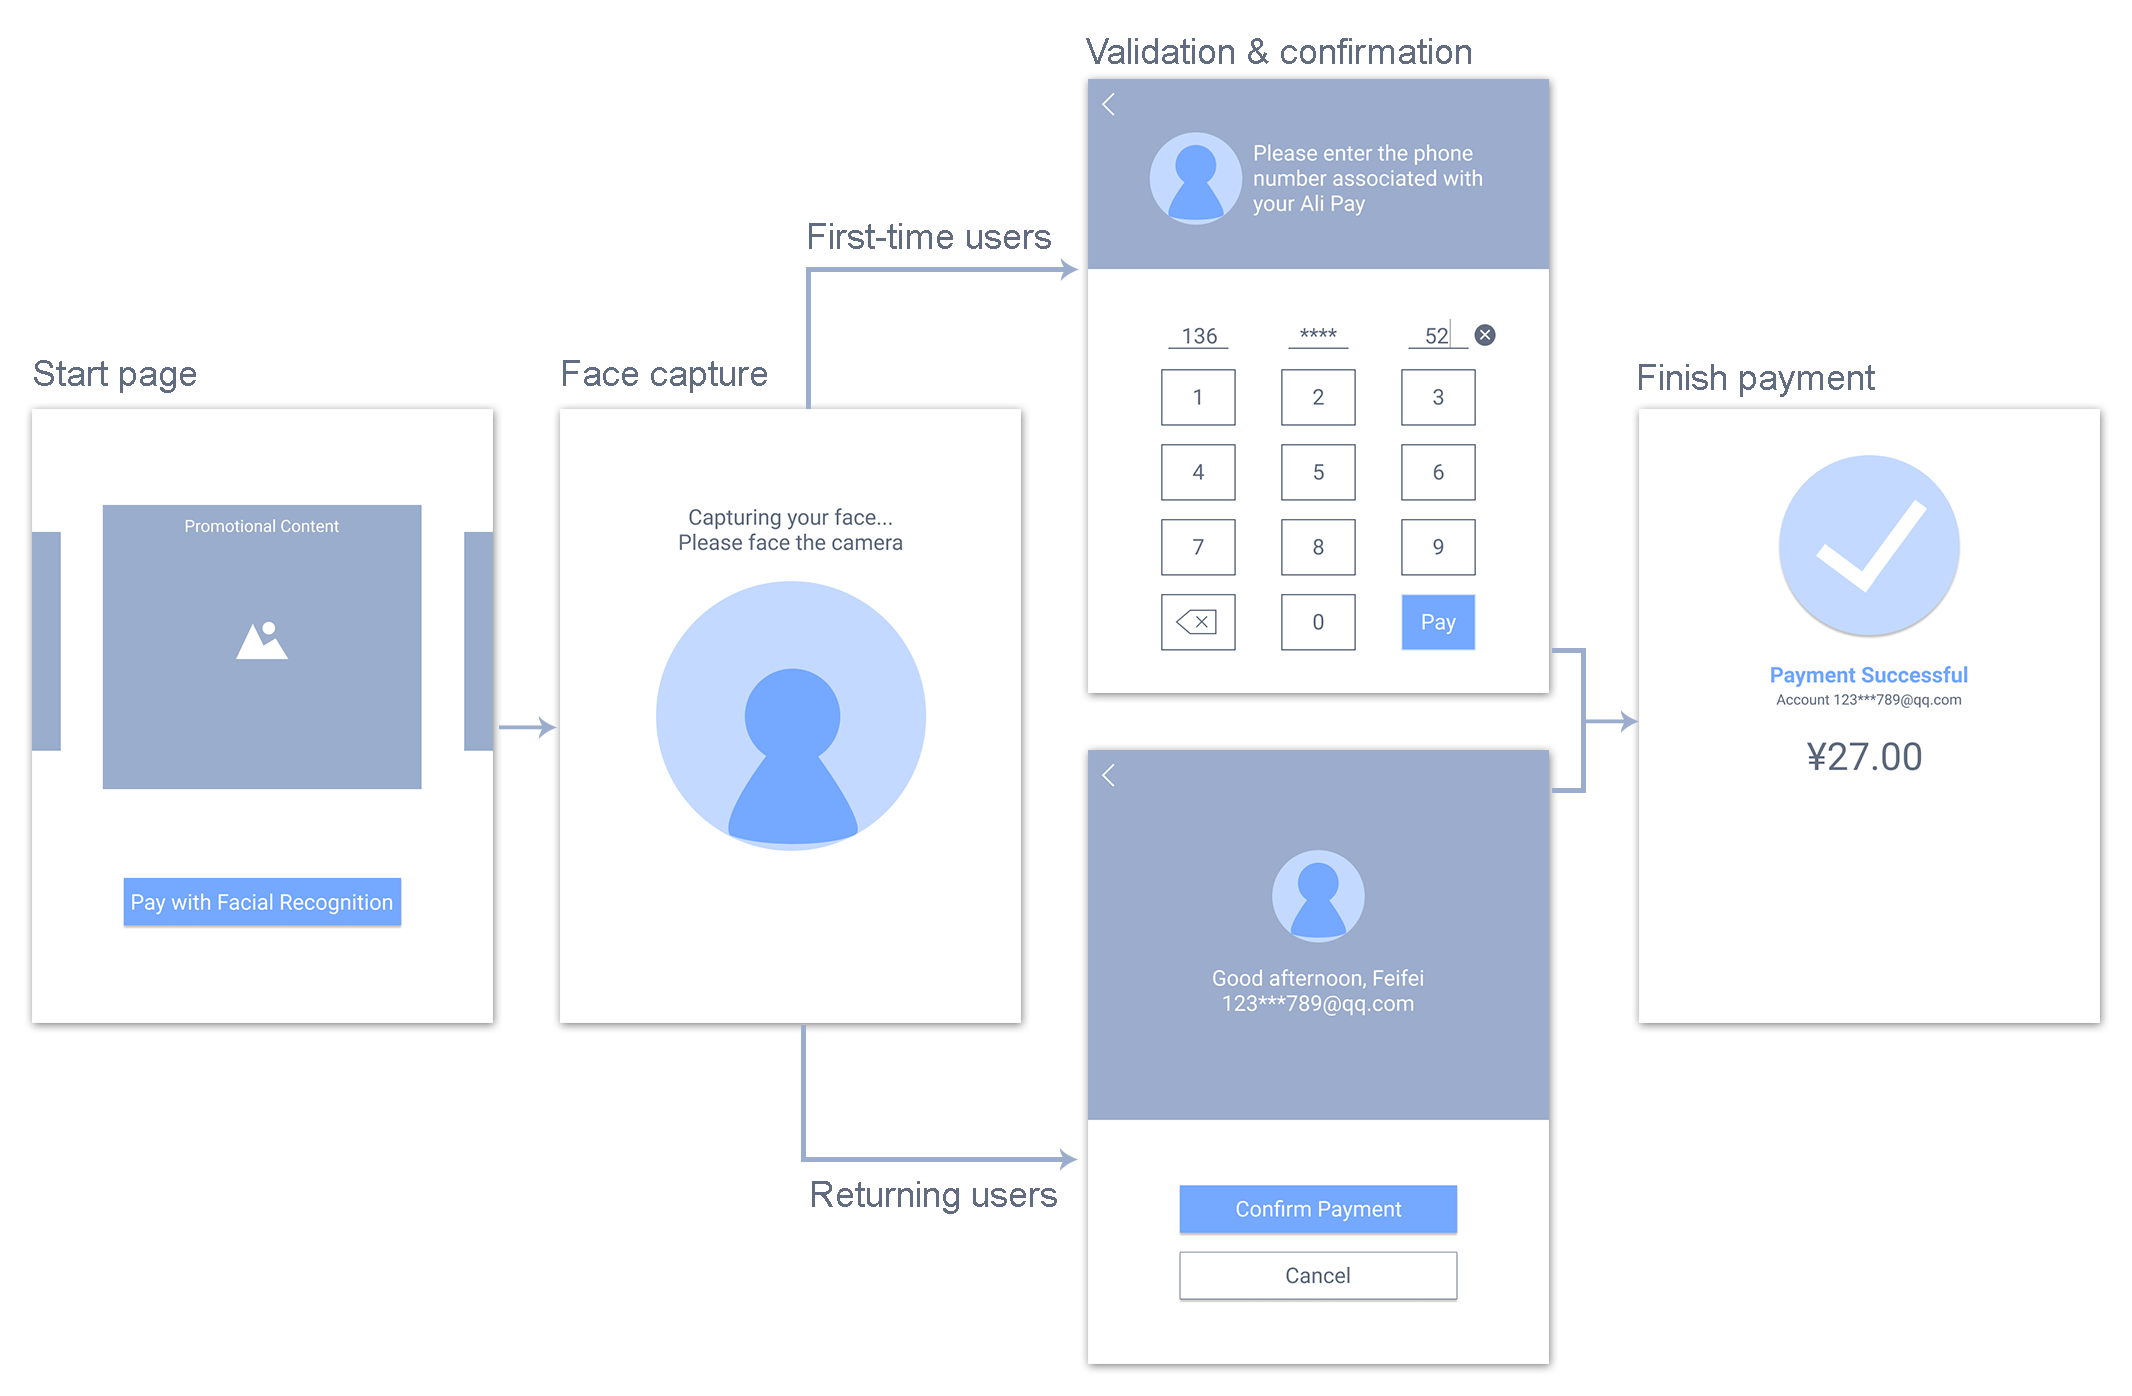 Start page
Promotional Content
Pay with Facial Recognition
Face capture
Capturing your face...
Please face the camera
First-time users
Returning users
Validation & confirmation
Please enter the phone
number associated with
your Ali Pay
136 **** 52
1 2 3
4 5 6
7 8 9
0 Pay
Good afternoon, Feifei
123***789@qq.com
Confirm Payment
Cancel
Finish payment
Payment Successful
Account 123***789@qq.com
¥27.00